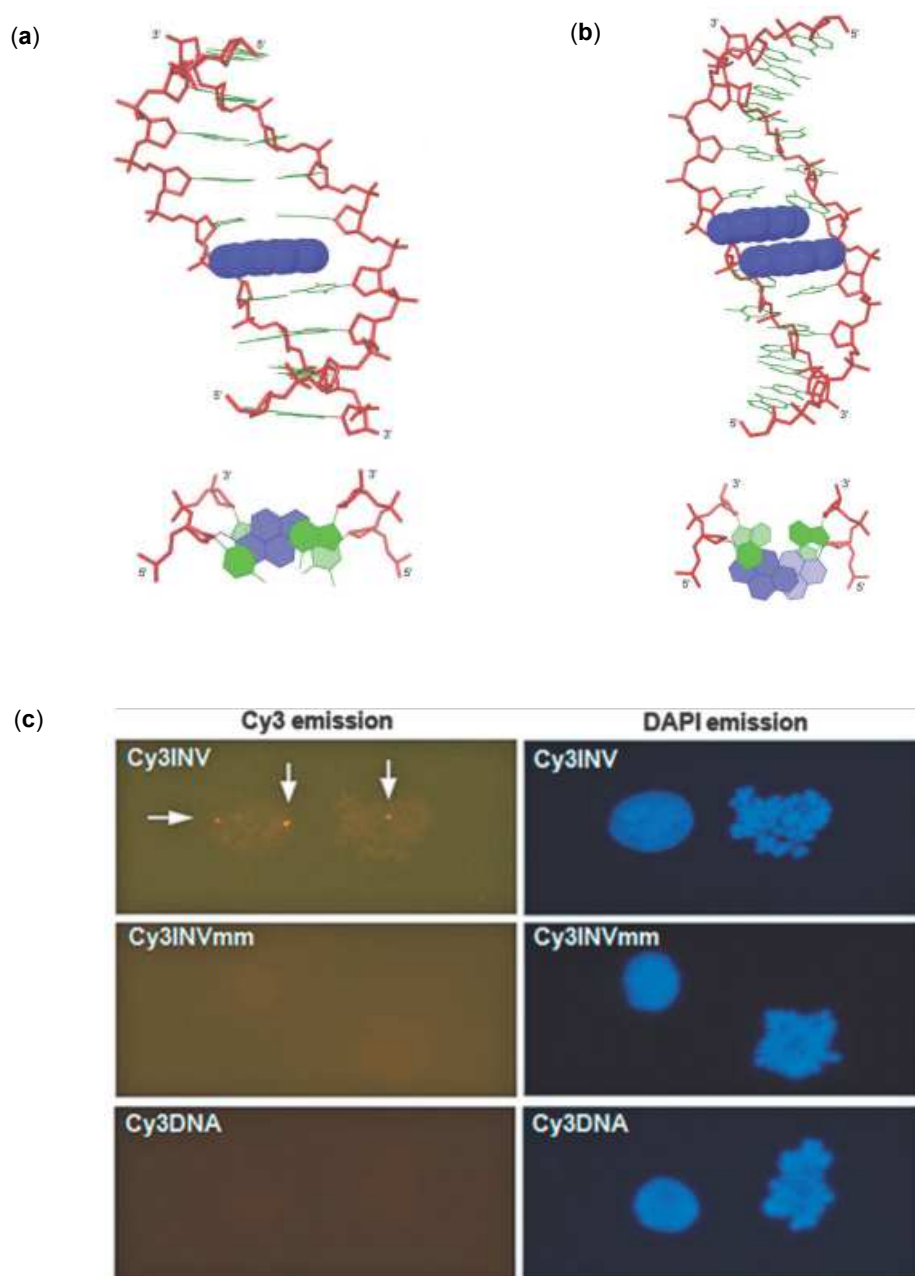 (a)
(b)
3'
5'
3'
5'
5'
3'
5'
3'
3'
3'
5'
5'
3'
3'
5'
5'
(c)
Cy3 emission
DAPI emission
Cy3INV
Cy3INV
Cy3INVmm
Cy3INVmm
Cy3DNA
Cy3DNA